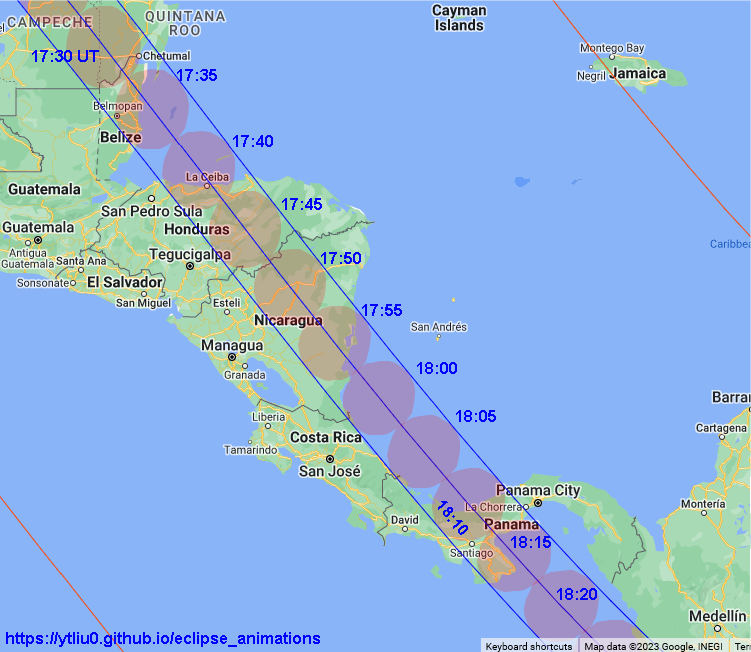 CAMPECHE
QUINTANA
ROO
Cayman
Islands
17:30 UT
Chetumal
Montego Bay
Negril
Jamaica
17:35
Belmopan
Belize
17:40
La Ceiba
Guatemala
San Pedro Sula
17:45
Honduras
Guatemala
Antigua
Guatemala
Santa Ana
Tegucigalpa
17:50
Caribbea
Sonsonate
El Salvador
San Miguel
Esteli
17:55
Nicaragua
San Andrés
Managua
Granada
18:00
Barran
Liberia
18:05
Cartagena
Costa Rica
Tamarindo
San José
Panama City
Montería
La Chorrera
David
18:10
Panama
Santiago
18:15
18:20
Medellín
https://ytliu0.github.io/eclipse_animations
Keyboard shortcuts
Map data ©2023 Google, INEGI
Ter